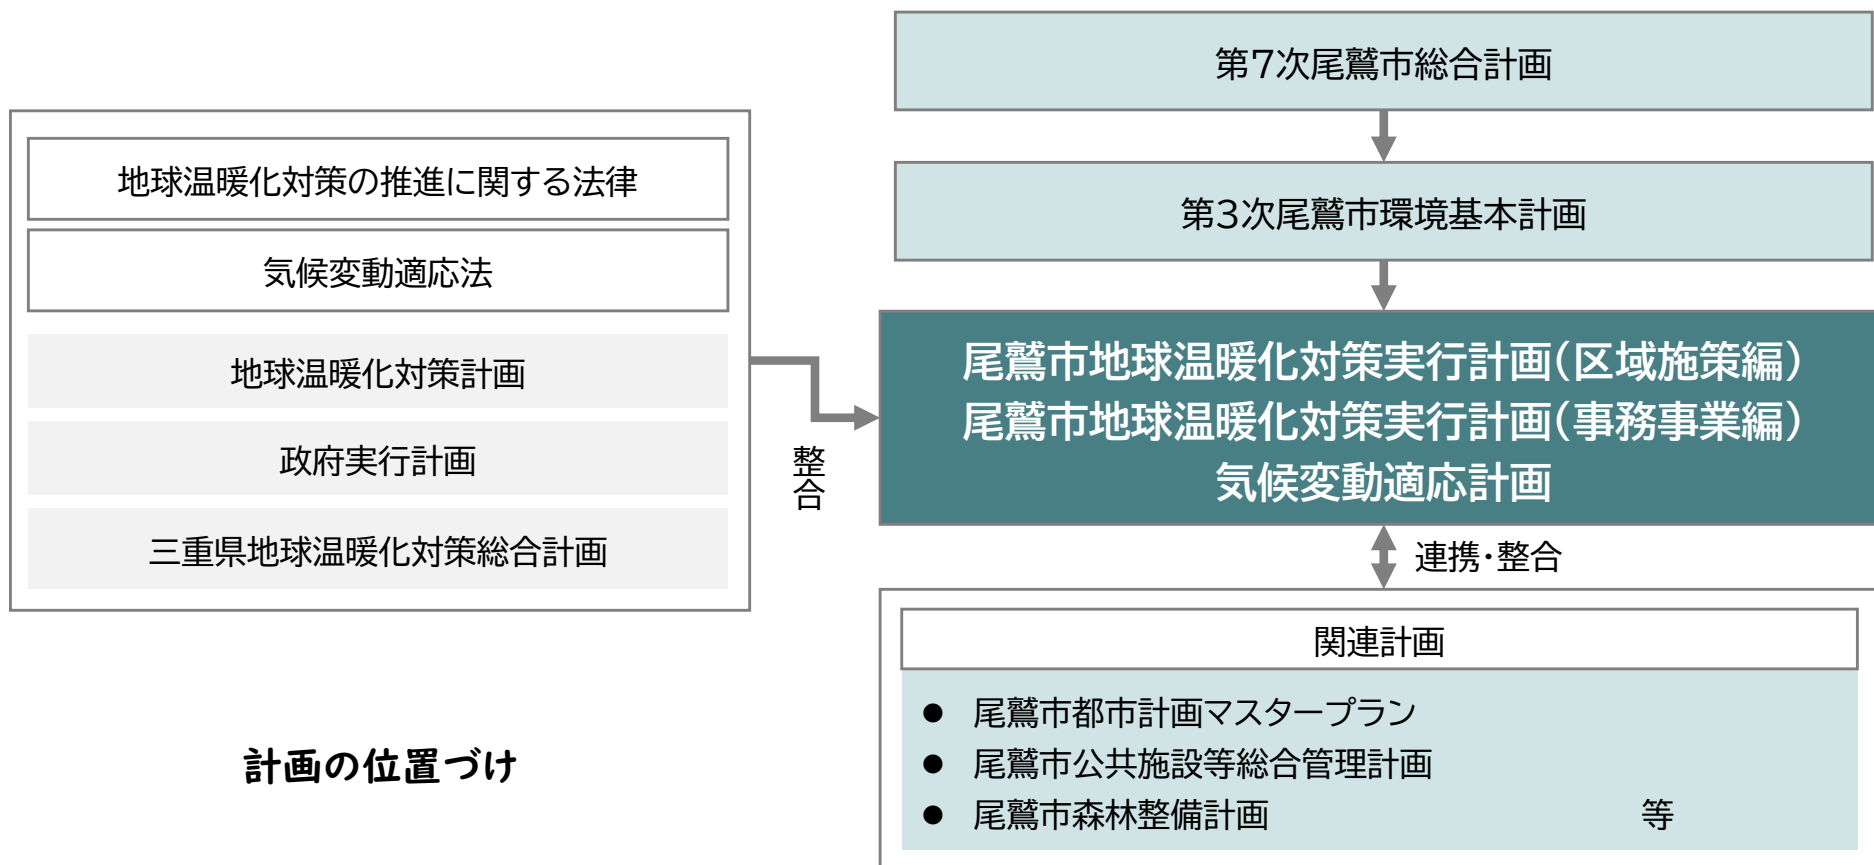 第7次尾鷲市総合計画
第3次尾鷲市環境基本計画
地球温暖化対策の推進に関する法律
気候変動適応法
地球温暖化対策計画
政府実行計画
三重県地球温暖化対策総合計画
整合
尾鷲市地球温暖化対策実行計画(区域施策編)
尾鷲市地球温暖化対策実行計画(事務事業編)
気候変動適応計画
連携・整合
関連計画
● 尾鷲市都市計画マスタープラン
● 尾鷲市公共施設等総合管理計画
● 尾鷲市森林整備計画 等
計画の位置づけ